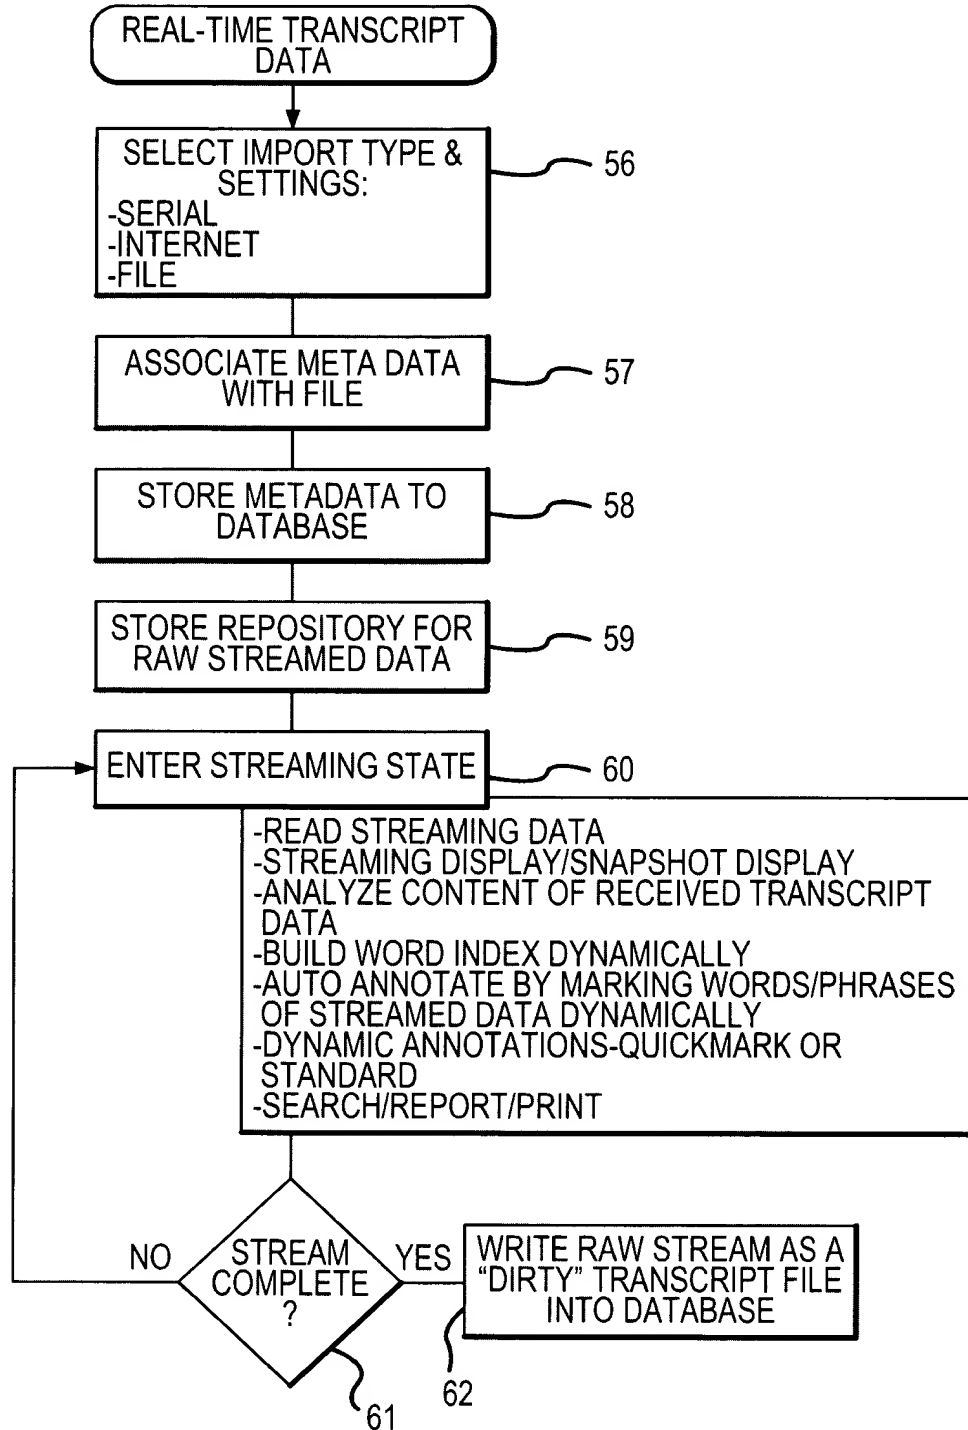 REAL-TIME TRANSCRIPT
DATA
SELECT IMPORT TYPE &
SETTINGS:
-SERIAL
-INTERNET
-FILE
56
ASSOCIATE META DATA
WITH FILE
57
STORE METADATA TO
DATABASE
58
STORE REPOSITORY FOR
RAW STREAMED DATA
59
ENTER STREAMING STATE
60
-READ STREAMING DATA
-STREAMING DISPLAY/SNAPSHOT DISPLAY
-ANALYZE CONTENT OF RECEIVED TRANSCRIPT
DATA
-BUILD WORD INDEX DYNAMICALLY
-AUTO ANNOTATE BY MARKING WORDS/PHRASES
OF STREAMED DATA DYNAMICALLY
-DYNAMIC ANNOTATIONS-QUICKMARK OR
STANDARD
-SEARCH/REPORT/PRINT
NO
STREAM
COMPLETE
?
YES
61
WRITE RAW STREAM AS A
“DIRTY” TRANSCRIPT FILE
INTO DATABASE
62